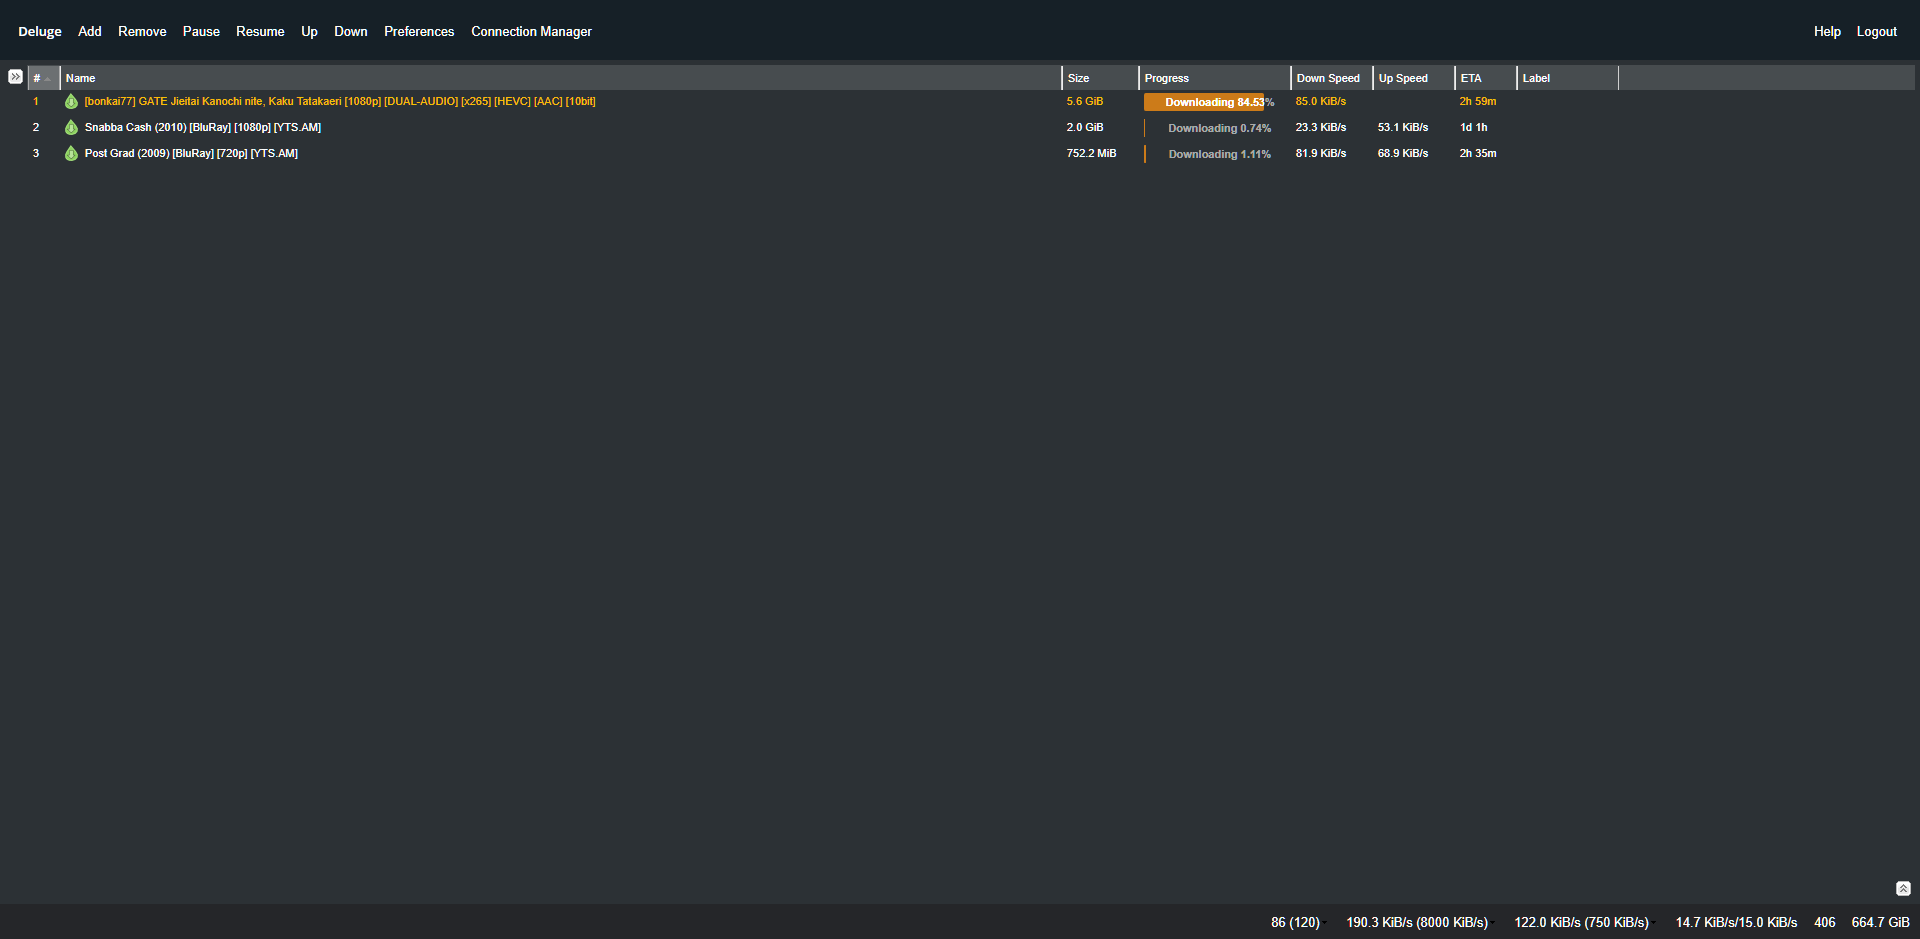 Deluge Add Remove Pause Resume Up Down Preferences Connection Manager Help Logout
# Name Size Progress Down Speed Up Speed ETA Label
1 [bonkai77] GATE Jieitai Kanochi nite, Kaku Tatakaeri [1080p] [DUAL-AUDIO] [x265] [HEVC] [AAC] [10bit] 5.6 GiB Downloading 84.53% 85.0 KiB/s 2h 59m
2 Snabba Cash (2010) [BluRay] [1080p] [YTS.AM] 2.0 GiB Downloading 0.74% 23.3 KiB/s 53.1 KiB/s 1d 1h
3 Post Grad (2009) [BluRay] [720p] [YTS.AM] 752.2 MiB Downloading 1.11% 81.9 KiB/s 68.9 KiB/s 2h 35m
86 (120) 190.3 KiB/s (8000 KiB/s) 122.0 KiB/s (750 KiB/s) 14.7 KiB/s/15.0 KiB/s 406 664.7 GiB